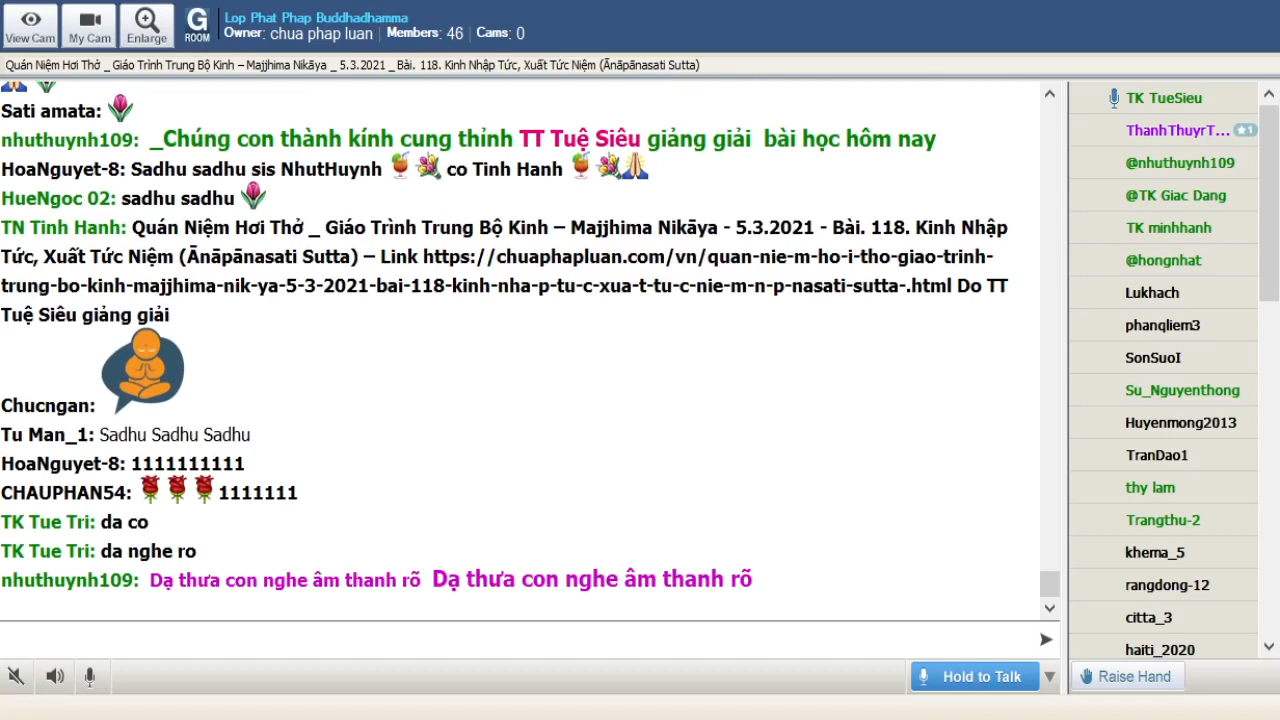 View Cam
My Cam
Enlarge
G
ROOM
Lop Phat Phap Buddhadhamma
Owner: chua phap luan | Members: 46 | Cams: 0
Quán Niệm Hơi Thở _ Giáo Trình Trung Bộ Kinh – Majjhima Nikāya _ 5.3.2021 _ Bài. 118. Kinh Nhập Tức, Xuất Tức Niệm (Ānāpānasati Sutta)
Sati amata:
nhuthuynh109: _Chúng con thành kính cung thỉnh TT Tuệ Siêu giảng giải bài học hôm nay
HoaNguyet-8: Sadhu sadhu sis NhutHuynh co Tinh Hanh
HueNgoc 02: sadhu sadhu
TN Tinh Hanh: Quán Niệm Hơi Thở _ Giáo Trình Trung Bộ Kinh – Majjhima Nikāya - 5.3.2021 - Bài. 118. Kinh Nhập
Tức, Xuất Tức Niệm (Ānāpānasati Sutta) – Link https://chuaphapluan.com/vn/quan-nie-m-ho-i-tho-giao-trinh-
trung-bo-kinh-majjhima-nik-ya-5-3-2021-bai-118-kinh-nha-p-tu-c-xua-t-tu-c-nie-m-n-p-nasati-sutta-.html Do TT
Tuệ Siêu giảng giải
Chucngan:
Tu Man_1: Sadhu Sadhu Sadhu
HoaNguyet-8: 1111111111
CHAUPHAN54: 1111111
TK Tue Tri: da co
TK Tue Tri: da nghe ro
nhuthuynh109: Dạ thưa con nghe âm thanh rõ Dạ thưa con nghe âm thanh rõ
Hold to Talk
TK TueSieu
ThanhThuyrT... 1
@nhuthuynh109
@TK Giac Dang
TK minhhanh
@hongnhat
Lukhach
phanqliem3
SonSuoI
Su_Nguyenthong
Huyenmong2013
TranDao1
thy lam
Trangthu-2
khema_5
rangdong-12
citta_3
haiti_2020
Raise Hand